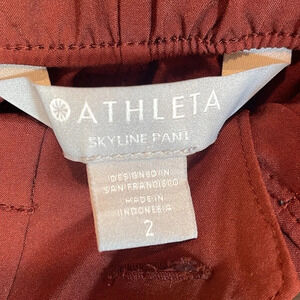 ATHLETA
SKYLINE PANT
DESIGNED IN
SAN FRANCISCO
MADE IN
INDONESIA
2